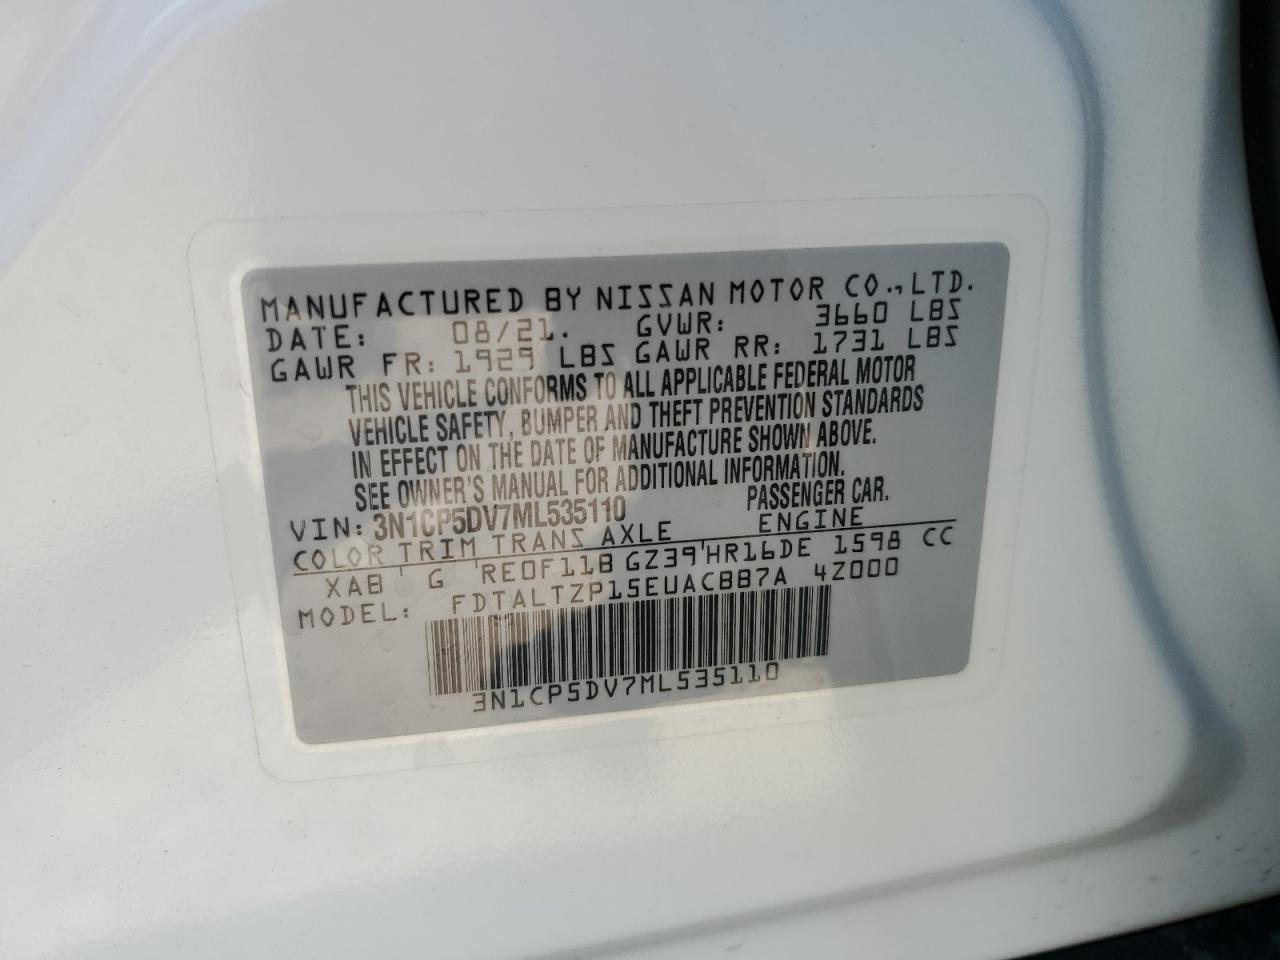 MANUFACTURED BY NISSAN MOTOR CO., LTD.
DATE: 08/21. GVWR: 3660 LBS
GAWR FR: 1929 LBS GAWR RR: 1731 LBS
THIS VEHICLE CONFORMS TO ALL APPLICABLE FEDERAL MOTOR
VEHICLE SAFETY, BUMPER AND THEFT PREVENTION STANDARDS
IN EFFECT ON THE DATE OF MANUFACTURE SHOWN ABOVE.
SEE OWNER'S MANUAL FOR ADDITIONAL INFORMATION.
VIN: 3N1CP5DV7ML535110 PASSENGER CAR.
COLOR TRIM TRANS AXLE ENGINE
XAB G RE0F11B GZ39 HR16DE 1598 CC
MODEL: FDTALTZP15EUACBB7A 4Z000
3N1CP5DV7ML535110